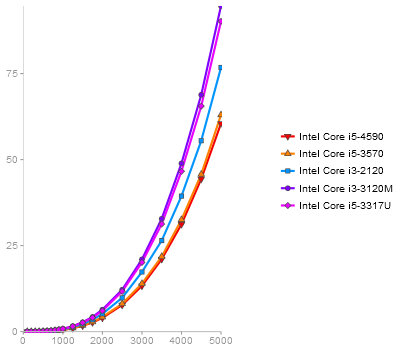 75
50
25
0
0 1000 2000 3000 4000 5000
Intel Core i5-4590
Intel Core i5-3570
Intel Core i3-2120
Intel Core i3-3120M
Intel Core i5-3317U